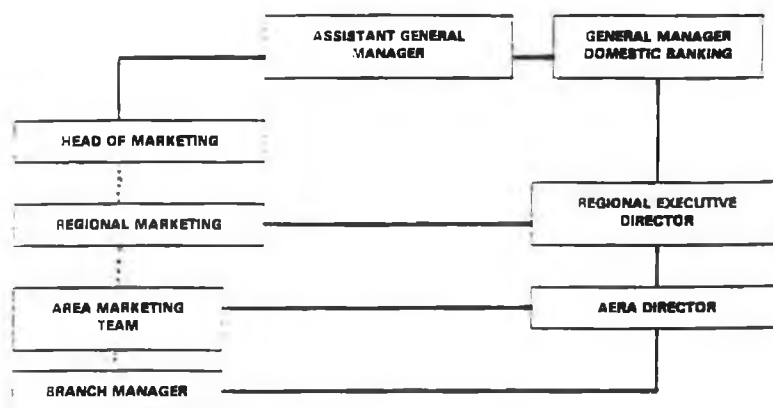 ASSISTANT GENERAL
MANAGER
GENERAL MANAGER
DOMESTIC BANKING
HEAD OF MARKETING
REGIONAL MARKETING
REGIONAL EXECUTIVE
DIRECTOR
AREA MARKETING
TEAM
AERA DIRECTOR
BRANCH MANAGER